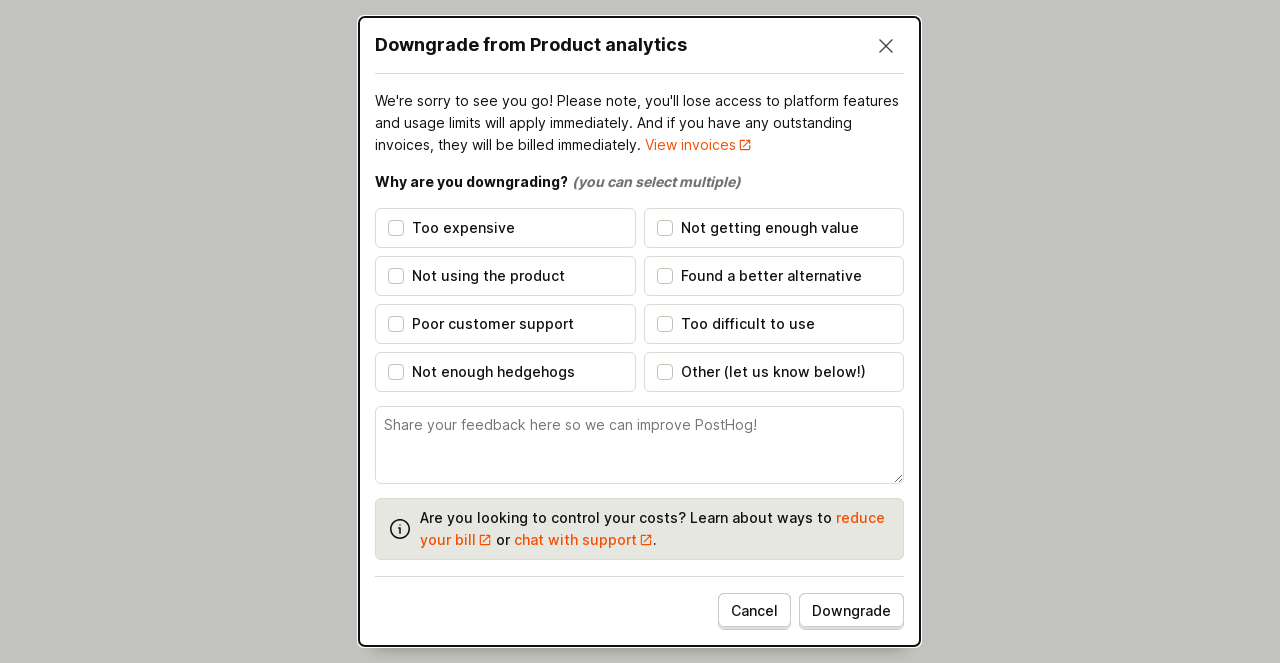 Downgrade from Product analytics
We're sorry to see you go! Please note, you'll lose access to platform features
and usage limits will apply immediately. And if you have any outstanding
invoices, they will be billed immediately. View invoices
Why are you downgrading? (you can select multiple)
Too expensive
Not getting enough value
Not using the product
Found a better alternative
Poor customer support
Too difficult to use
Not enough hedgehogs
Other (let us know below!)
Share your feedback here so we can improve PostHog!
Are you looking to control your costs? Learn about ways to reduce
your bill or chat with support.
Cancel
Downgrade